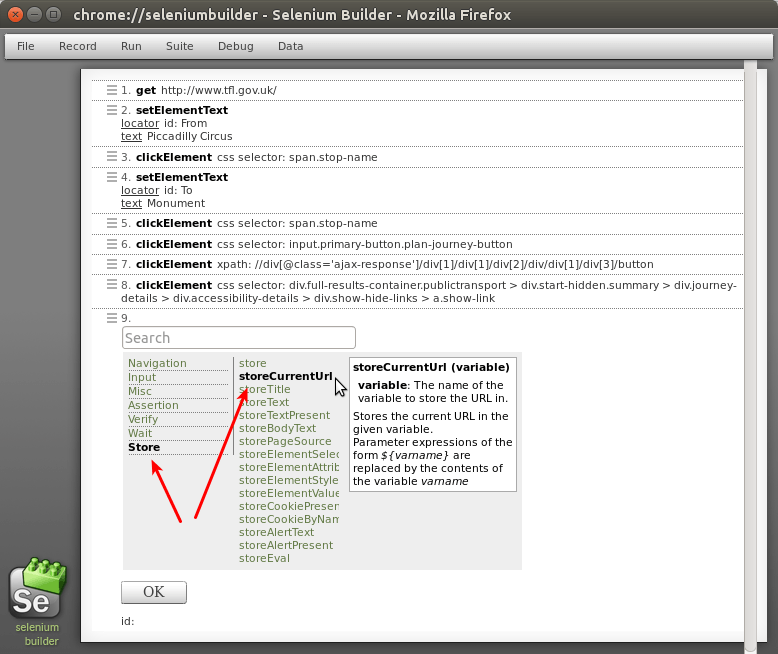 chrome://seleniumbuilder - Selenium Builder - Mozilla Firefox
File Record Run Suite Debug Data
1. get http://www.tfl.gov.uk/
2. setElementText
locator id: From
text Piccadilly Circus
3. clickElement css selector: span.stop-name
4. setElementText
locator id: To
text Monument
5. clickElement css selector: span.stop-name
6. clickElement css selector: input.primary-button.plan-journey-button
7. clickElement xpath: //div[@class='ajax-response']/div[1]/div[1]/div[2]/div/div[1]/div[3]/button
8. clickElement css selector: div.full-results-container.publictransport > div.start-hidden.summary > div.journey-
details > div.accessibility-details > div.show-hide-links > a.show-link
9.
Search
Navigation
Input
Misc
Assertion
Verify
Wait
Store
store
storeCurrentUrl
storeTitle
storeText
storeTextPresent
storeBodyText
storePageSource
storeElementSelec
storeElementAttrib
storeElementStyle
storeElementValue
storeCookiePresen
storeCookieByNam
storeAlertText
storeAlertPresent
storeEval
storeCurrentUrl (variable)
variable: The name of the
variable to store the URL in.
Stores the current URL in the
given variable.
Parameter expressions of the
form ${varname} are
replaced by the contents of
the variable varname
OK
id:
Se
selenium
builder